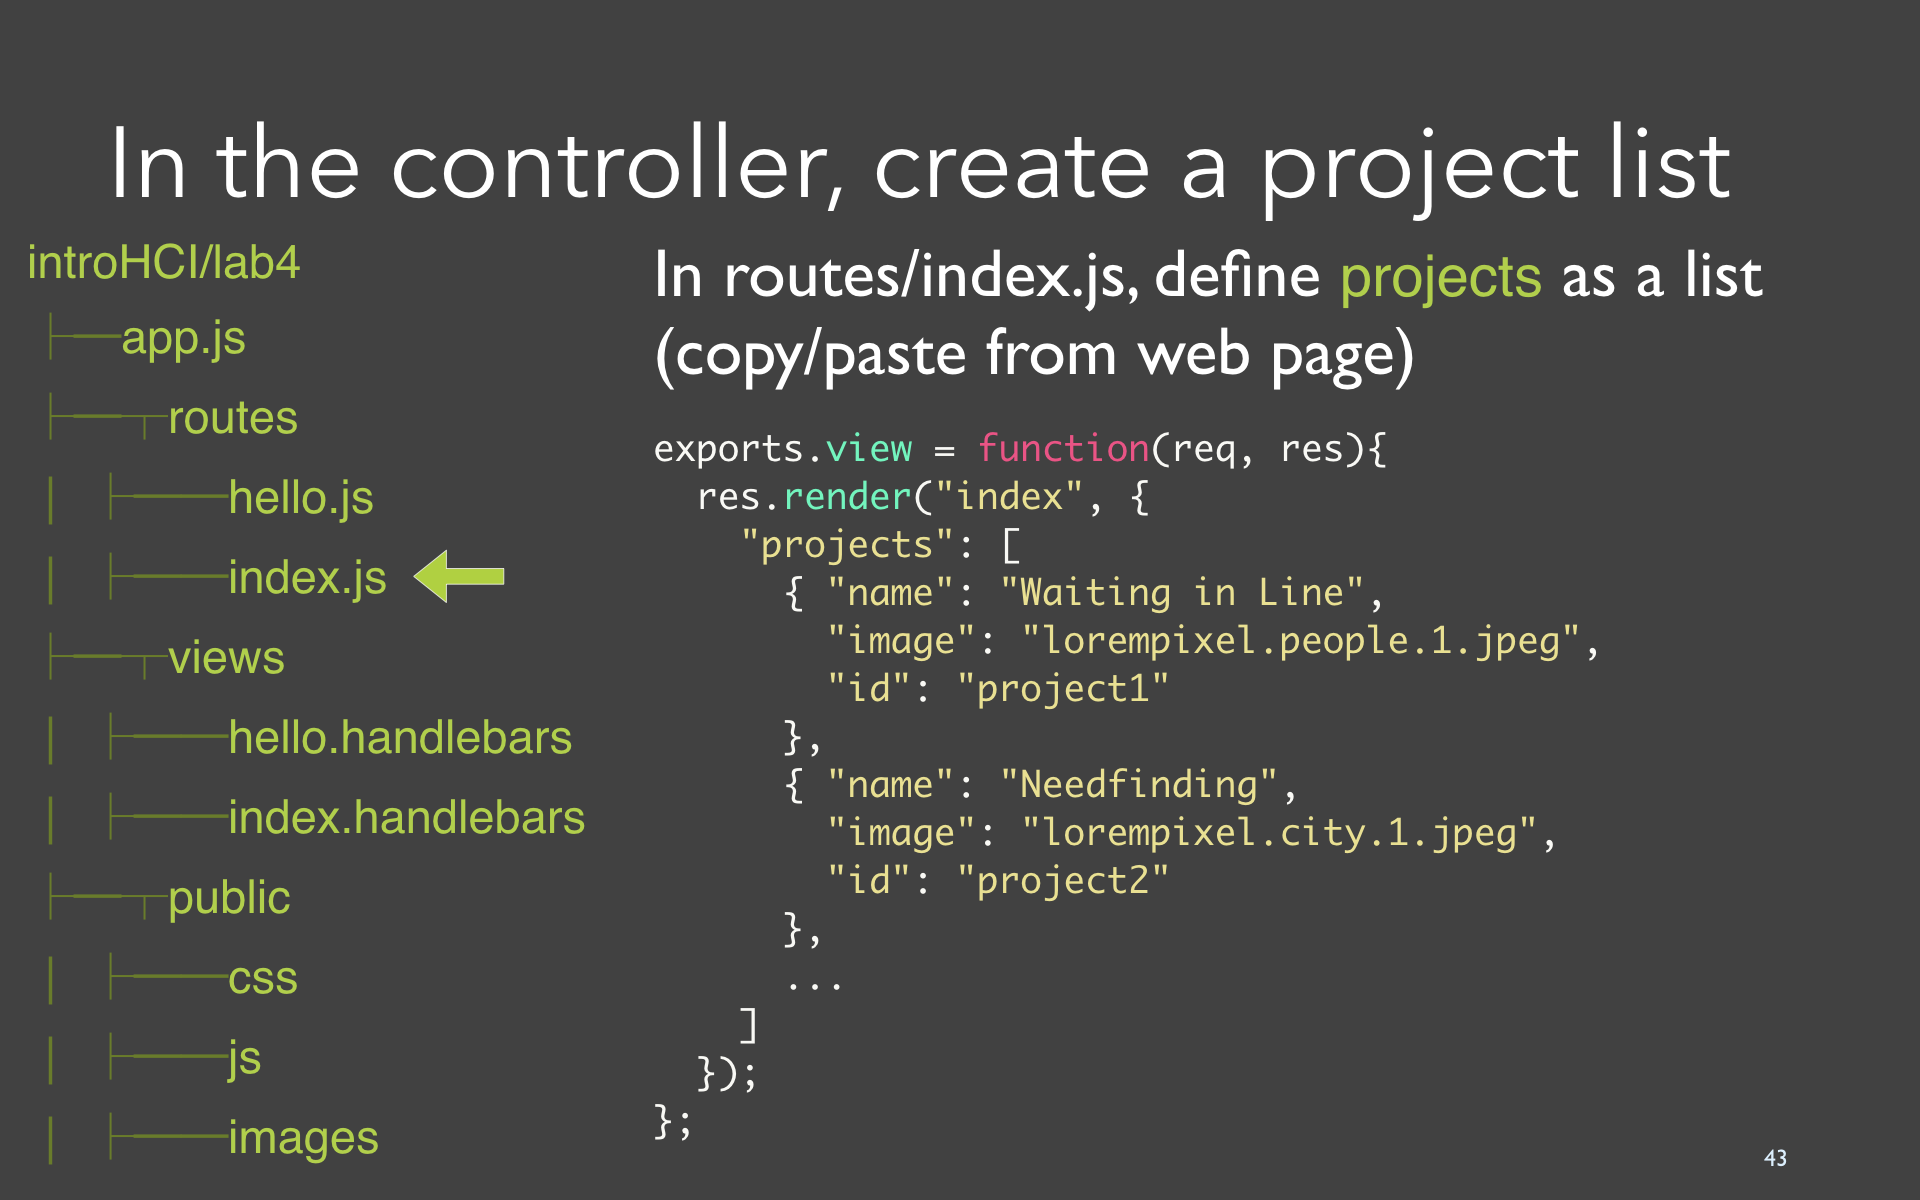 In the controller, create a project list
introHCI/lab4
app.js
routes
hello.js
index.js
views
hello.handlebars
index.handlebars
public
css
js
images
In routes/index.js, define projects as a list
(copy/paste from web page)
exports.view = function(req, res){
  res.render("index", {
    "projects": [
      { "name": "Waiting in Line",
        "image": "lorempixel.people.1.jpeg",
        "id": "project1"
      },
      { "name": "Needfinding",
        "image": "lorempixel.city.1.jpeg",
        "id": "project2"
      },
      ...
    ]
  });
};
43